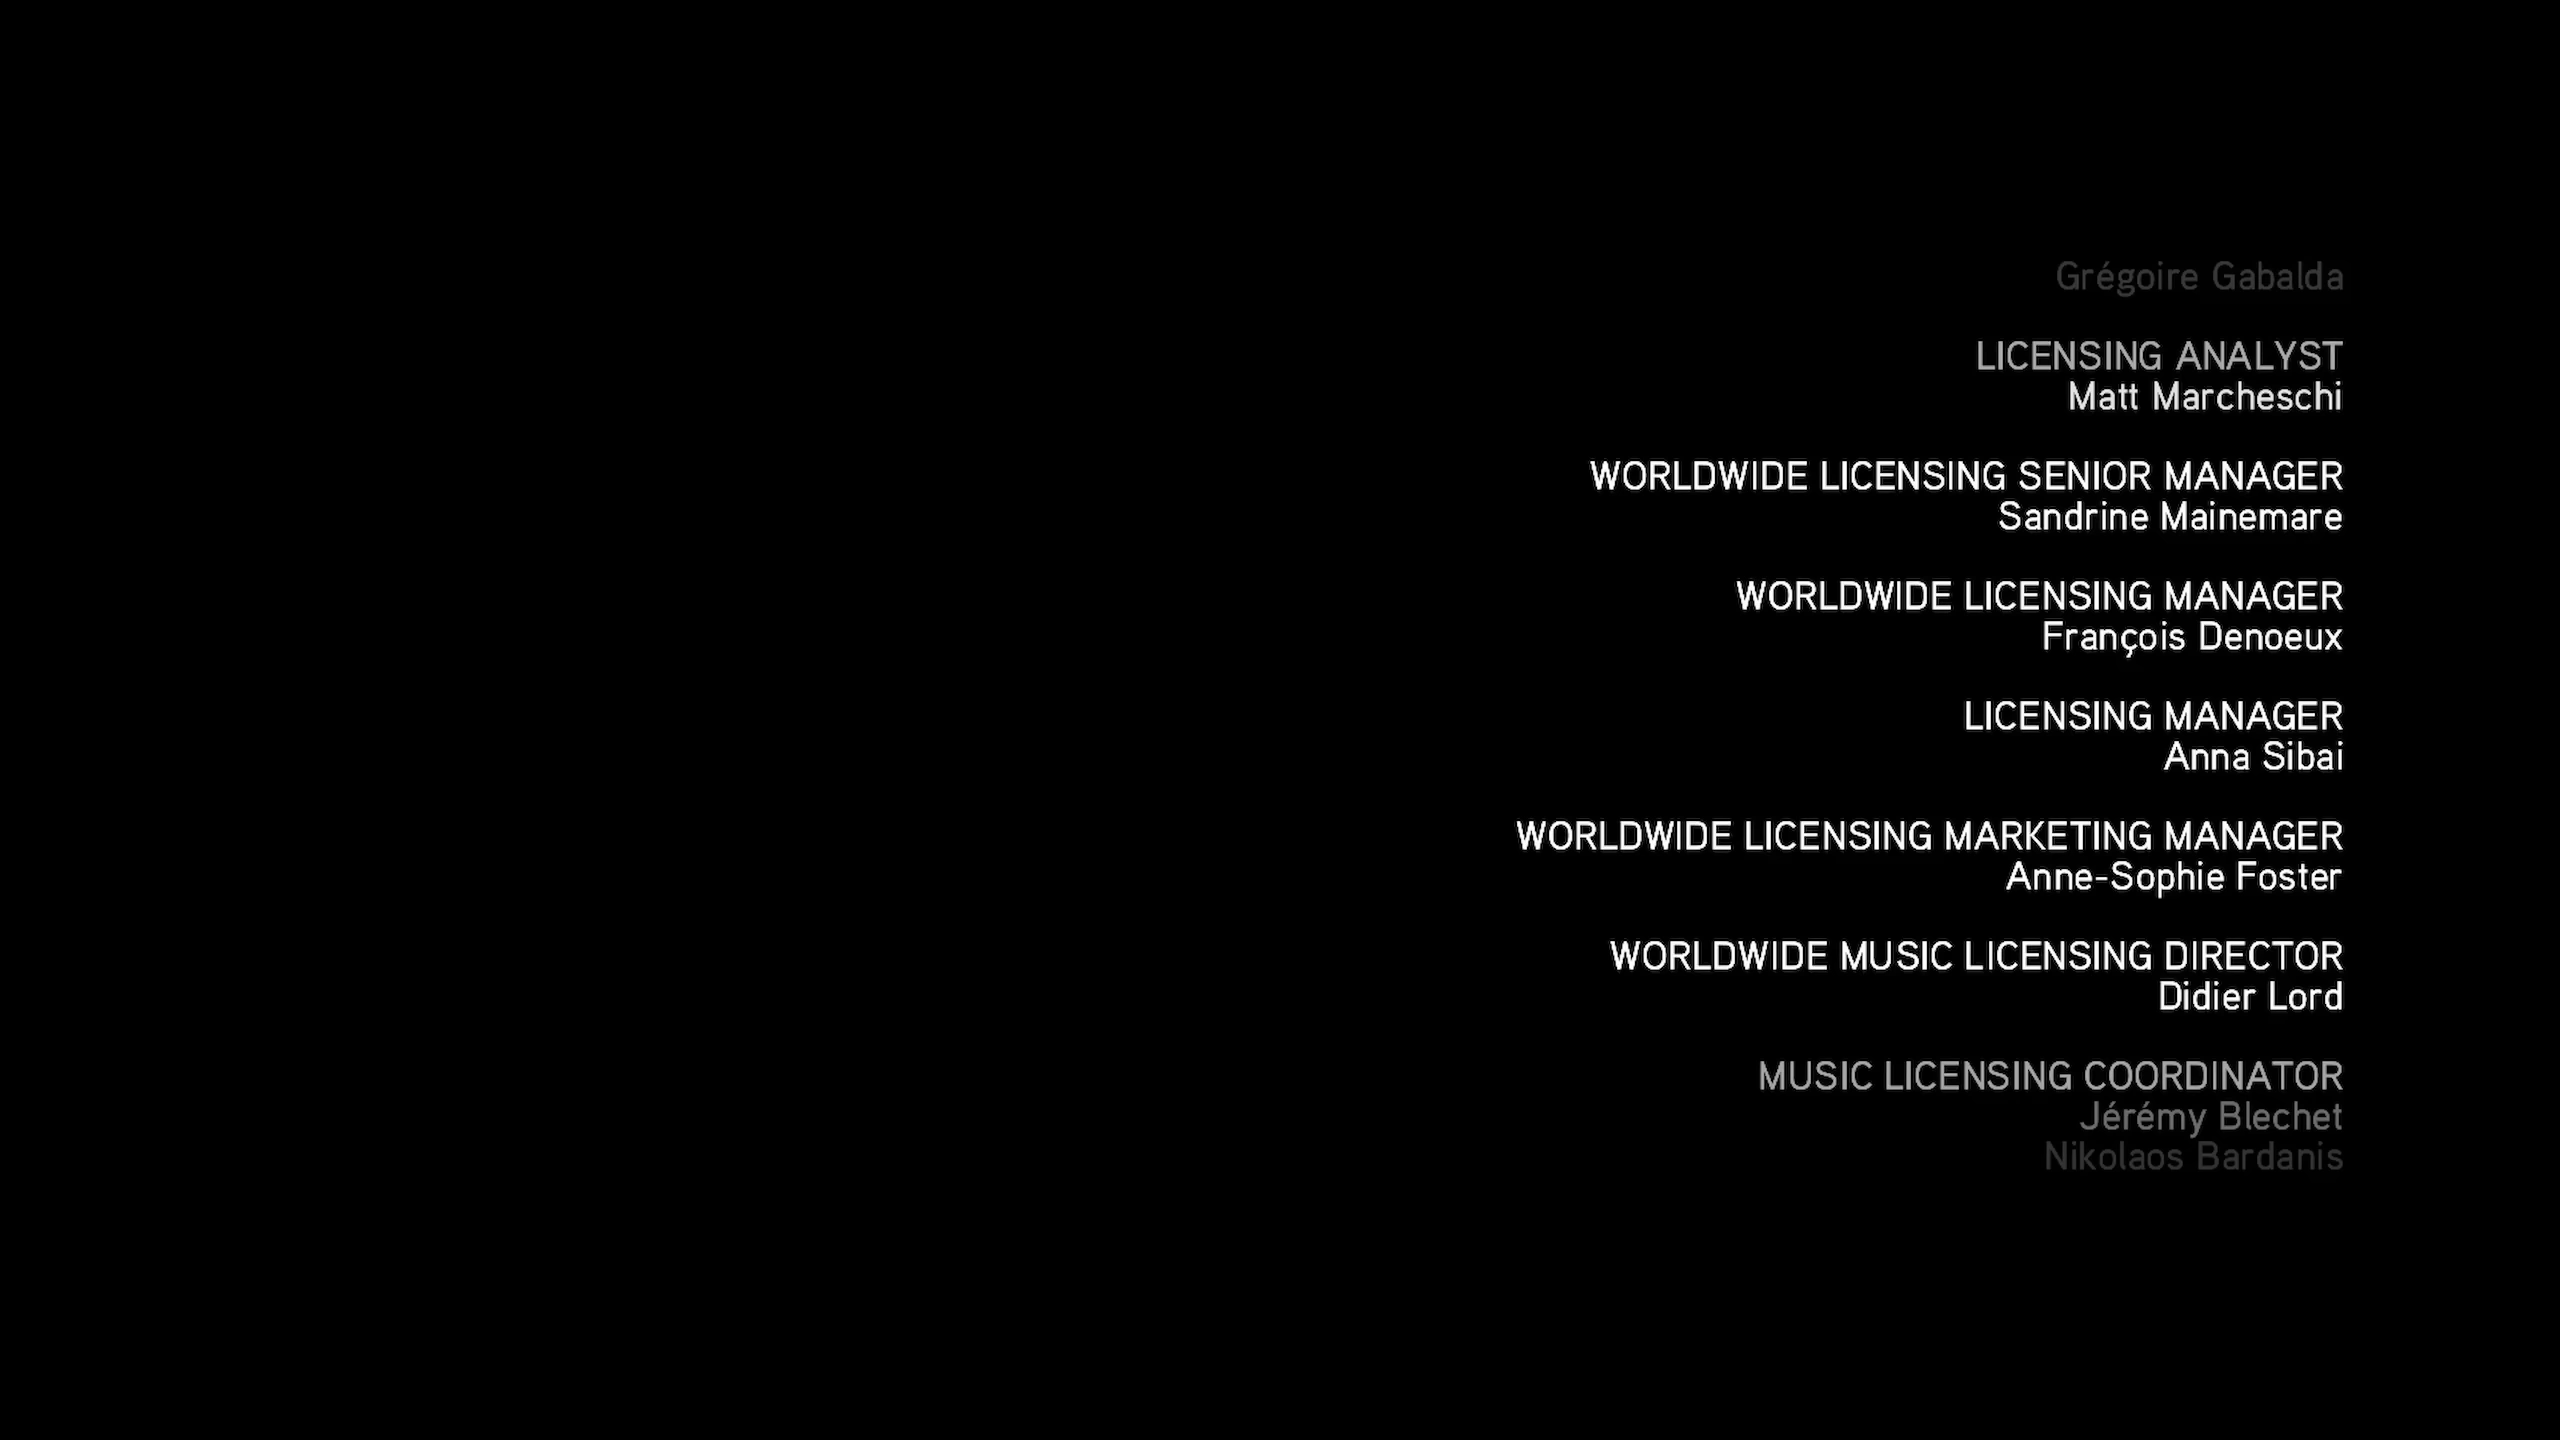 Grégoire Gabalda
LICENSING ANALYST
Matt Marcheschi
WORLDWIDE LICENSING SENIOR MANAGER
Sandrine Mainemare
WORLDWIDE LICENSING MANAGER
François Denoeux
LICENSING MANAGER
Anna Sibai
WORLDWIDE LICENSING MARKETING MANAGER
Anne-Sophie Foster
WORLDWIDE MUSIC LICENSING DIRECTOR
Didier Lord
MUSIC LICENSING COORDINATOR
Jérémy Blechet
Nikolaos Bardanis